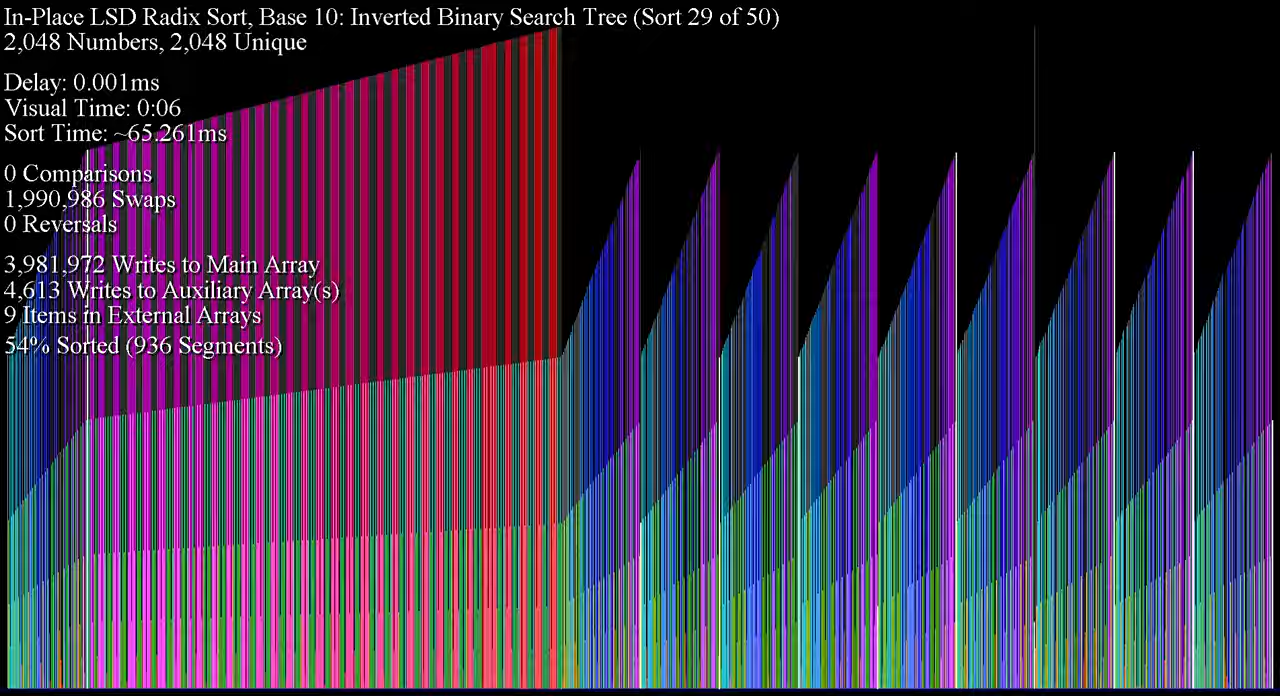 In-Place LSD Radix Sort, Base 10: Inverted Binary Search Tree (Sort 29 of 50)
2,048 Numbers, 2,048 Unique
Delay: 0.001ms
Visual Time: 0:06
Sort Time: ~65.261ms
0 Comparisons
1,990,986 Swaps
0 Reversals
3,981,972 Writes to Main Array
4,613 Writes to Auxiliary Array(s)
9 Items in External Arrays
54% Sorted (936 Segments)